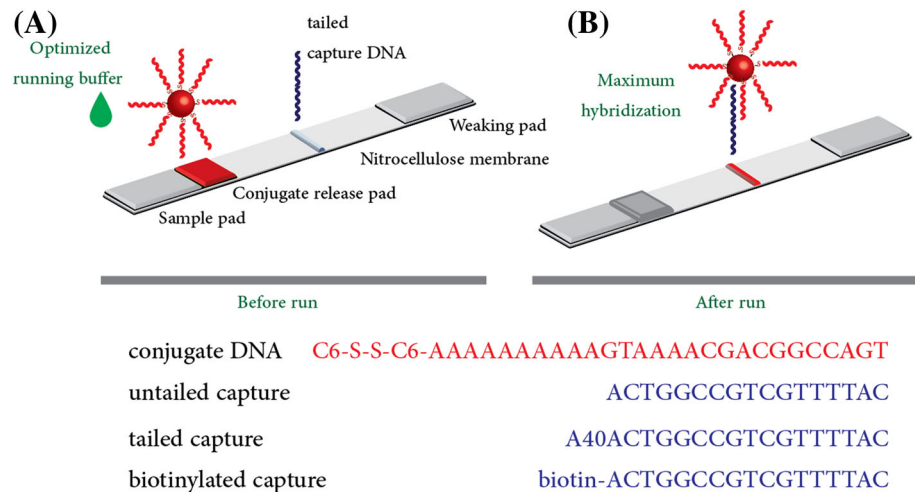 (A)
Optimized
running buffer
tailed
capture DNA
Weaking pad
Nitrocellulose membrane
Conjugate release pad
Sample pad
Before run
(B)
Maximum
hybridization
After run
conjugate DNA C6-S-S-C6-AAAAAAAAAAGTAAAACGACGGCCAGT
untailed capture ACTGGCCGTCGTTTTAC
tailed capture A40ACTGGCCGTCGTTTTAC
biotinylated capture biotin-ACTGGCCGTCGTTTTAC